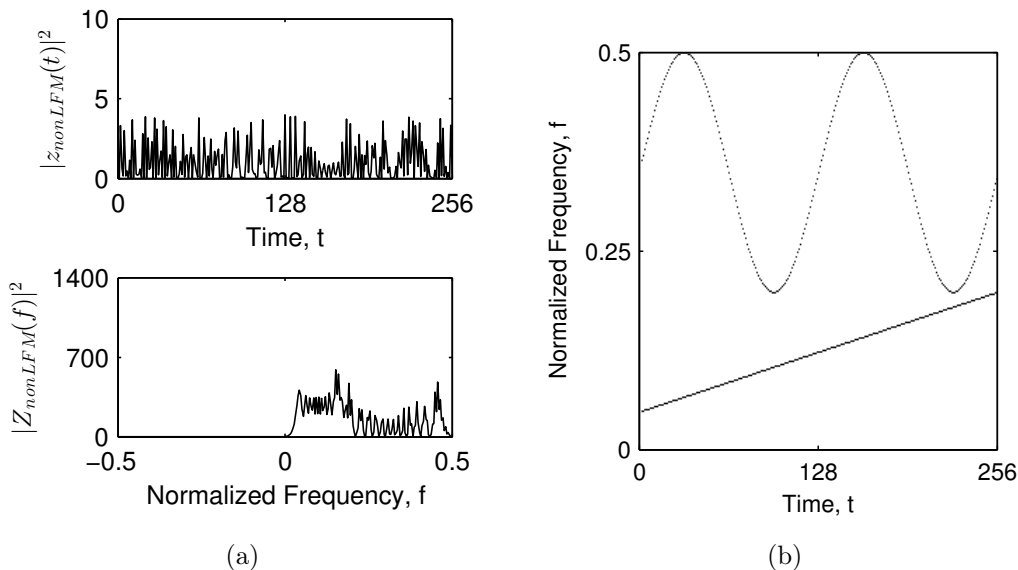 |z_{nonLFM}(t)|²
10
5
0
0 128 256
Time, t
|Z_{nonLFM}(f)|²
1400
700
0
−0.5 0 0.5
Normalized Frequency, f
(a)
Normalized Frequency, f
0.5
0.25
0
0 128 256
Time, t
(b)